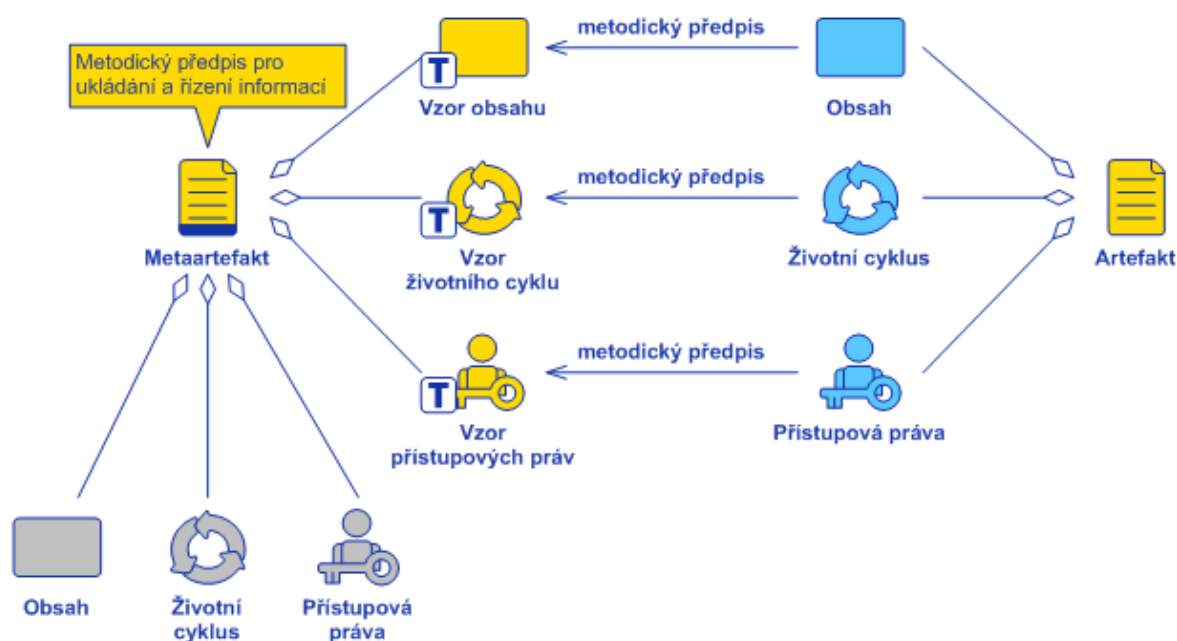 metodický předpis
Metodický předpis pro
ukládání a řízení informací
T
Vzor obsahu
Obsah
metodický předpis
T
Metaartefakt
Vzor
životního cyklu
Životní cyklus
Artefakt
metodický předpis
T
Vzor
přístupových práv
Přístupová práva
Obsah
Životní
cyklus
Přístupová
práva